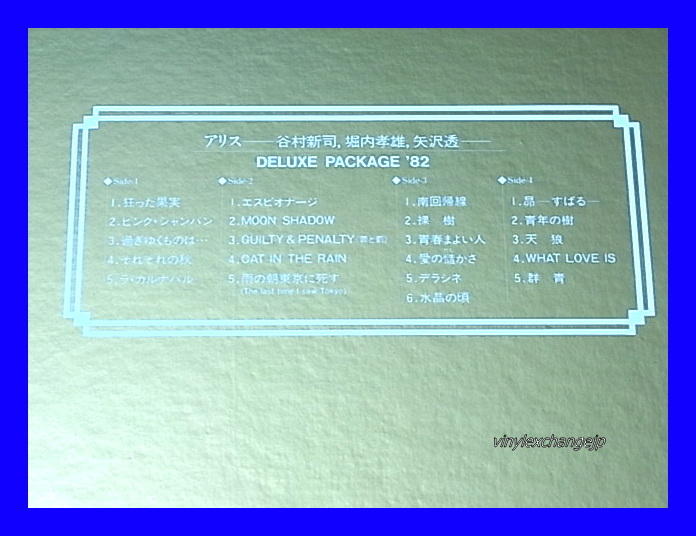 アリス——谷村新司, 堀内孝雄, 矢沢透——
DELUXE PACKAGE '82
◆Side-1
1.狂った果実
2.ピンク・シャンパン
3.過ぎゆくものは…
4.それぞれの秋
5.ラ・カルナバル
◆Side-2
1.エスピオナージ
2.MOON SHADOW
3.GUILTY & PENALTY(罪と罰)
4.CAT IN THE RAIN
5.雨の朝東京に死す
(The last time I saw Tokyo)
◆Side-3
1.南回帰線
2.裸 樹
3.青春まよい人
4.愛の確かさ
5.デラシネ
6.水晶の頃
◆Side-4
1.昴—すばる—
2.青年の樹
3.天 狼
4.WHAT LOVE IS
5.群 青
vinylexchangejp